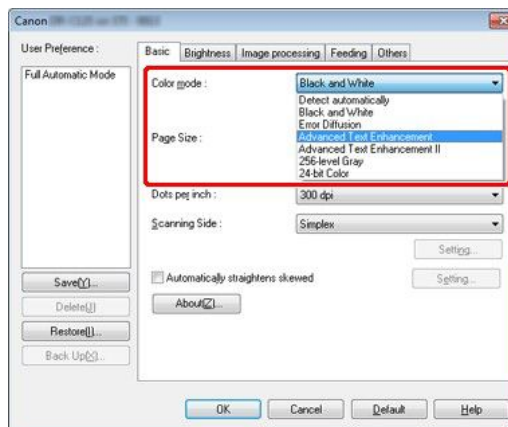 Canon
User Preference :
Full Automatic Mode
Save(Y)...
Delete(J)
Restore(I)...
Back Up(X)...
Basic
Brightness
Image processing
Feeding
Others
Color mode :
Black and White
Detect automatically
Black and White
Error Diffusion
Advanced Text Enhancement
Advanced Text Enhancement II
256-level Gray
24-bit Color
Page Size :
Dots per inch :
300 dpi
Scanning Side :
Simplex
Setting...
Automatically straightens skewed
Setting...
About(Z)...
OK
Cancel
Default
Help